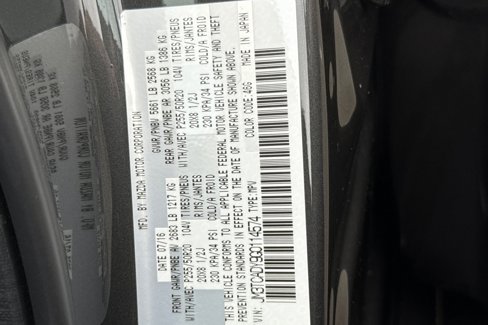 MFD. BY MAZDA MOTOR CORPORATION
DATE 07/16 GVWR/PNBV 5661 LB 2568 KG
FRONT GAWR/PNBE AV 2683 LB 1217 KG REAR GAWR/PNBE AR 3056 LB 1386 KG
WITH/AVEC P255/50R20 104V TIRES/PNEUS WITH/AVEC P255/50R20 104V TIRES/PNEUS
20X8 1/2J RIMS/JANTES 20X8 1/2J RIMS/JANTES
230 KPA/34 PSI COLD/A FROID 230 KPA/34 PSI COLD/A FROID
THIS VEHICLE CONFORMS TO ALL APPLICABLE FEDERAL MOTOR VEHICLE SAFETY AND THEFT
PREVENTION STANDARDS IN EFFECT ON THE DATE OF MANUFACTURE SHOWN ABOVE.
VIN: TYPE:MPV COLOR CODE:46G MADE IN JAPAN